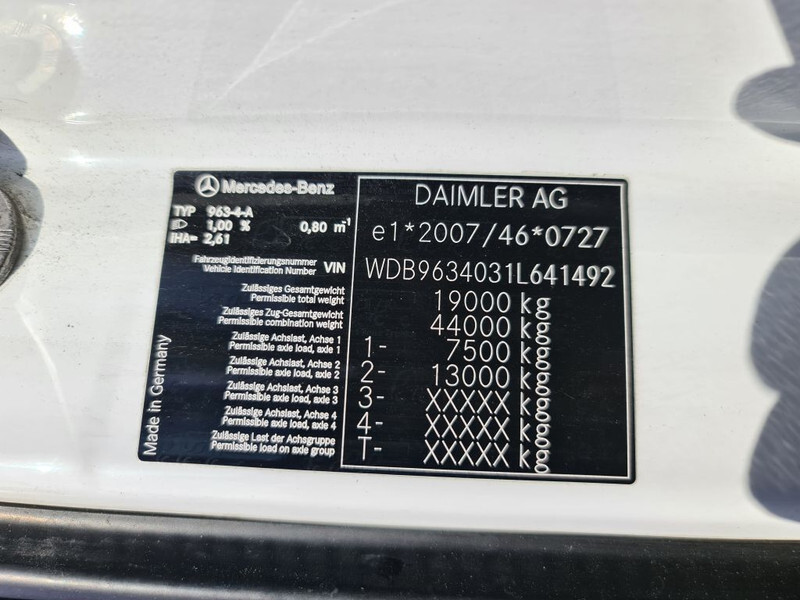 Mercedes-Benz
TYP 963-4-A
1,00 % 0,80 m-1
IHA= 2,61
DAIMLER AG
e1*2007/46*0727
Fahrzeugidentifizierungsnummer
Vehicle Identification Number VIN WDB9634031L641492
Zulässiges Gesamtgewicht
Permissible total weight 19000 kg
Zulässiges Zug-Gesamtgewicht
Permissible combination weight 44000 kg
Zulässige Achslast, Achse 1
Permissible axle load, axle 1 1- 7500 kg
Zulässige Achslast, Achse 2
Permissible axle load, axle 2 2- 13000 kg
Zulässige Achslast, Achse 3
Permissible axle load, axle 3 3- XXXXX kg
Zulässige Achslast, Achse 4
Permissible axle load, axle 4 4- XXXXX kg
Zulässige Last der Achsgruppe
Permissible load on axle group T- XXXXX kg
Made in Germany